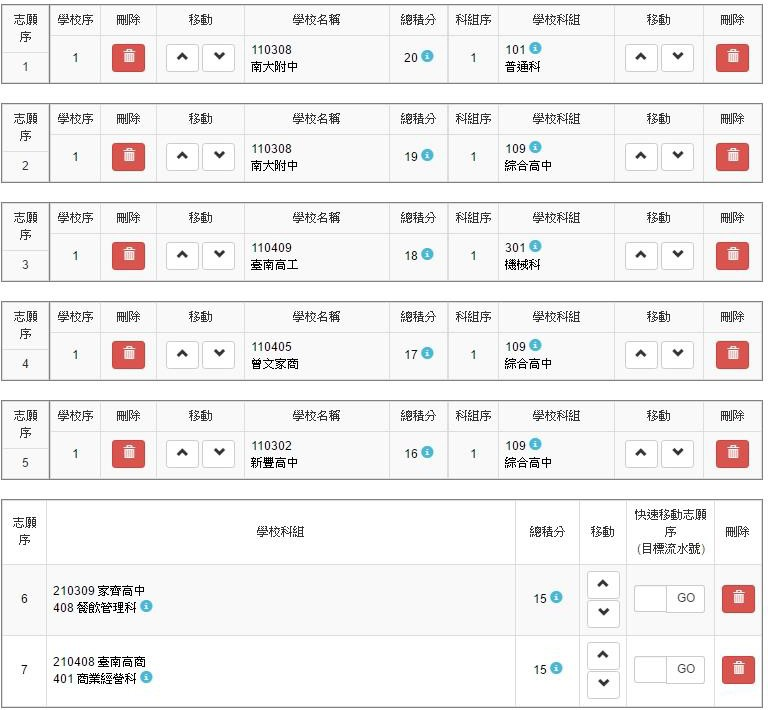 志願序 學校序 刪除 移動 學校名稱 總積分 科組序 學校科組 移動 刪除
1 1 110308 20 1 101
南大附中 普通科
志願序 學校序 刪除 移動 學校名稱 總積分 科組序 學校科組 移動 刪除
2 1 110308 19 1 109
南大附中 綜合高中
志願序 學校序 刪除 移動 學校名稱 總積分 科組序 學校科組 移動 刪除
3 1 110409 18 1 301
臺南高工 機械科
志願序 學校序 刪除 移動 學校名稱 總積分 科組序 學校科組 移動 刪除
4 1 110405 17 1 109
曾文家商 綜合高中
志願序 學校序 刪除 移動 學校名稱 總積分 科組序 學校科組 移動 刪除
5 1 110302 16 1 109
新豐高中 綜合高中
志願序 學校科組 總積分 移動 快速移動志願序 (目標流水號) 刪除
6 210309 家齊高中 15 GO
408 餐飲管理科
7 210408 臺南高商 15 GO
401 商業經營科